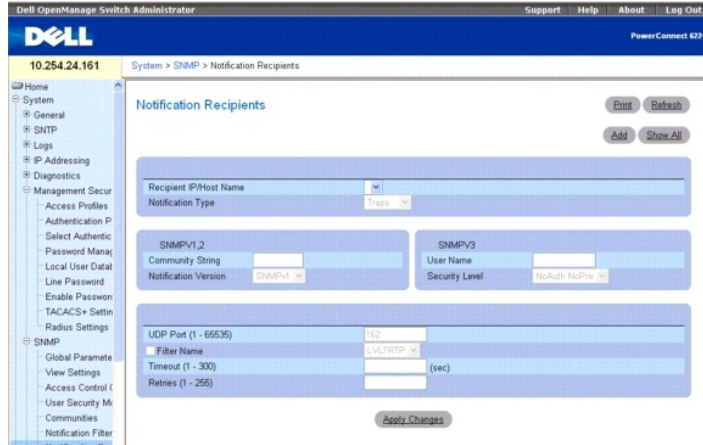 Dell OpenManage Switch Administrator
Support Help About Log Out
DELL
PowerConnect 622
10.254.24.161
System > SNMP > Notification Recipients
Home
System
General
SNTP
Logs
IP Addressing
Diagnostics
Management Secur
Access Profiles
Authentication P
Select Authentic
Password Manag
Local User Datab
Line Password
Enable Password
TACACS+ Settin
Radius Settings
SNMP
Global Paramete
View Settings
Access Control (
User Security Mo
Communities
Notification Filter
Notification Recipients
Print Refresh
Add Show All
Recipient IP/Host Name
Notification Type Traps
SNMPV1,2
Community String
Notification Version SNMPv1
SNMPV3
User Name
Security Level NoAuth NoPriv
UDP Port (1 - 65535) 162
Filter Name LVL7RTP
Timeout (1 - 300) (sec)
Retries (1 - 255)
Apply Changes